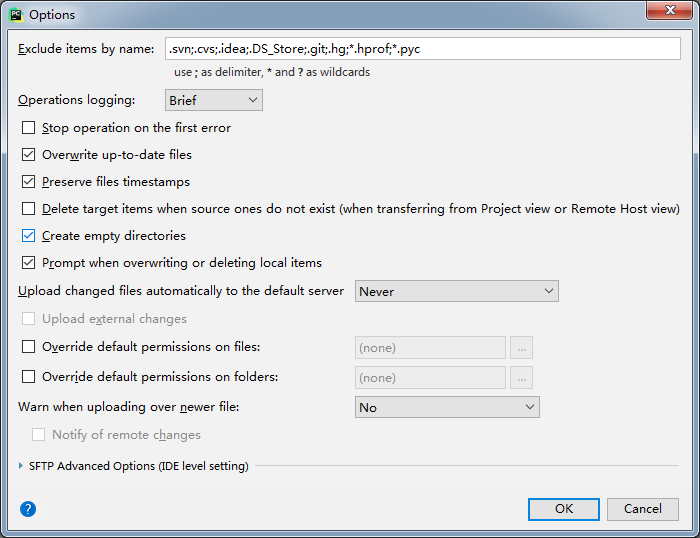 PC
Options
Exclude items by name: .svn;.cvs;.idea;.DS_Store;.git;.hg;*.hprof;*.pyc
use ; as delimiter, * and ? as wildcards
Operations logging: Brief
Stop operation on the first error
Overwrite up-to-date files
Preserve files timestamps
Delete target items when source ones do not exist (when transferring from Project view or Remote Host view)
Create empty directories
Prompt when overwriting or deleting local items
Upload changed files automatically to the default server Never
Upload external changes
Override default permissions on files: (none) ...
Override default permissions on folders: (none) ...
Warn when uploading over newer file: No
Notify of remote changes
SFTP Advanced Options (IDE level setting)
? OK Cancel